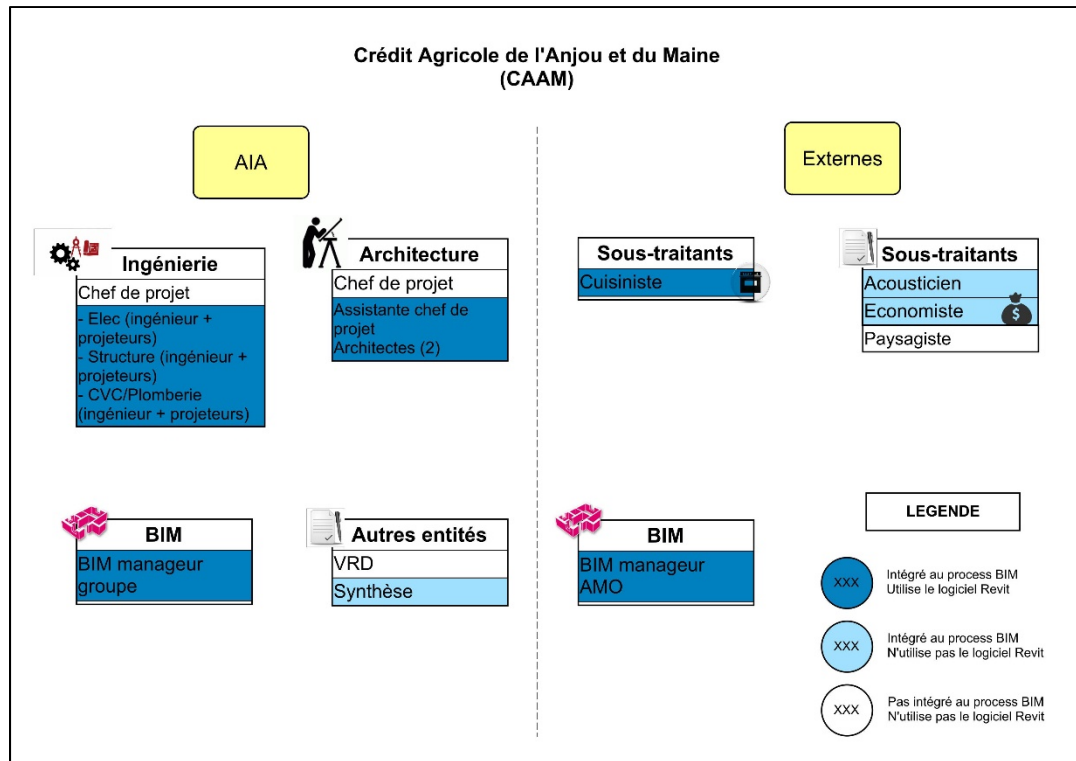 Crédit Agricole de l'Anjou et du Maine
(CAAM)
AIA
Externes
Ingénierie
Chef de projet
- Elec (ingénieur +
projeteurs)
- Structure (ingénieur +
projeteurs)
- CVC/Plomberie
(ingénieur + projeteurs)
Architecture
Chef de projet
Assistante chef de
projet
Architectes (2)
Sous-traitants
Cuisiniste
Sous-traitants
Acousticien
Economiste
$
Paysagiste
BIM
BIM manageur
groupe
Autres entités
VRD
Synthèse
BIM
BIM manageur
AMO
LEGENDE
XXX
Intégré au process BIM
Utilise le logiciel Revit
XXX
Intégré au process BIM
N'utilise pas le logiciel Revit
XXX
Pas intégré au process BIM
N'utilise pas le logiciel Revit